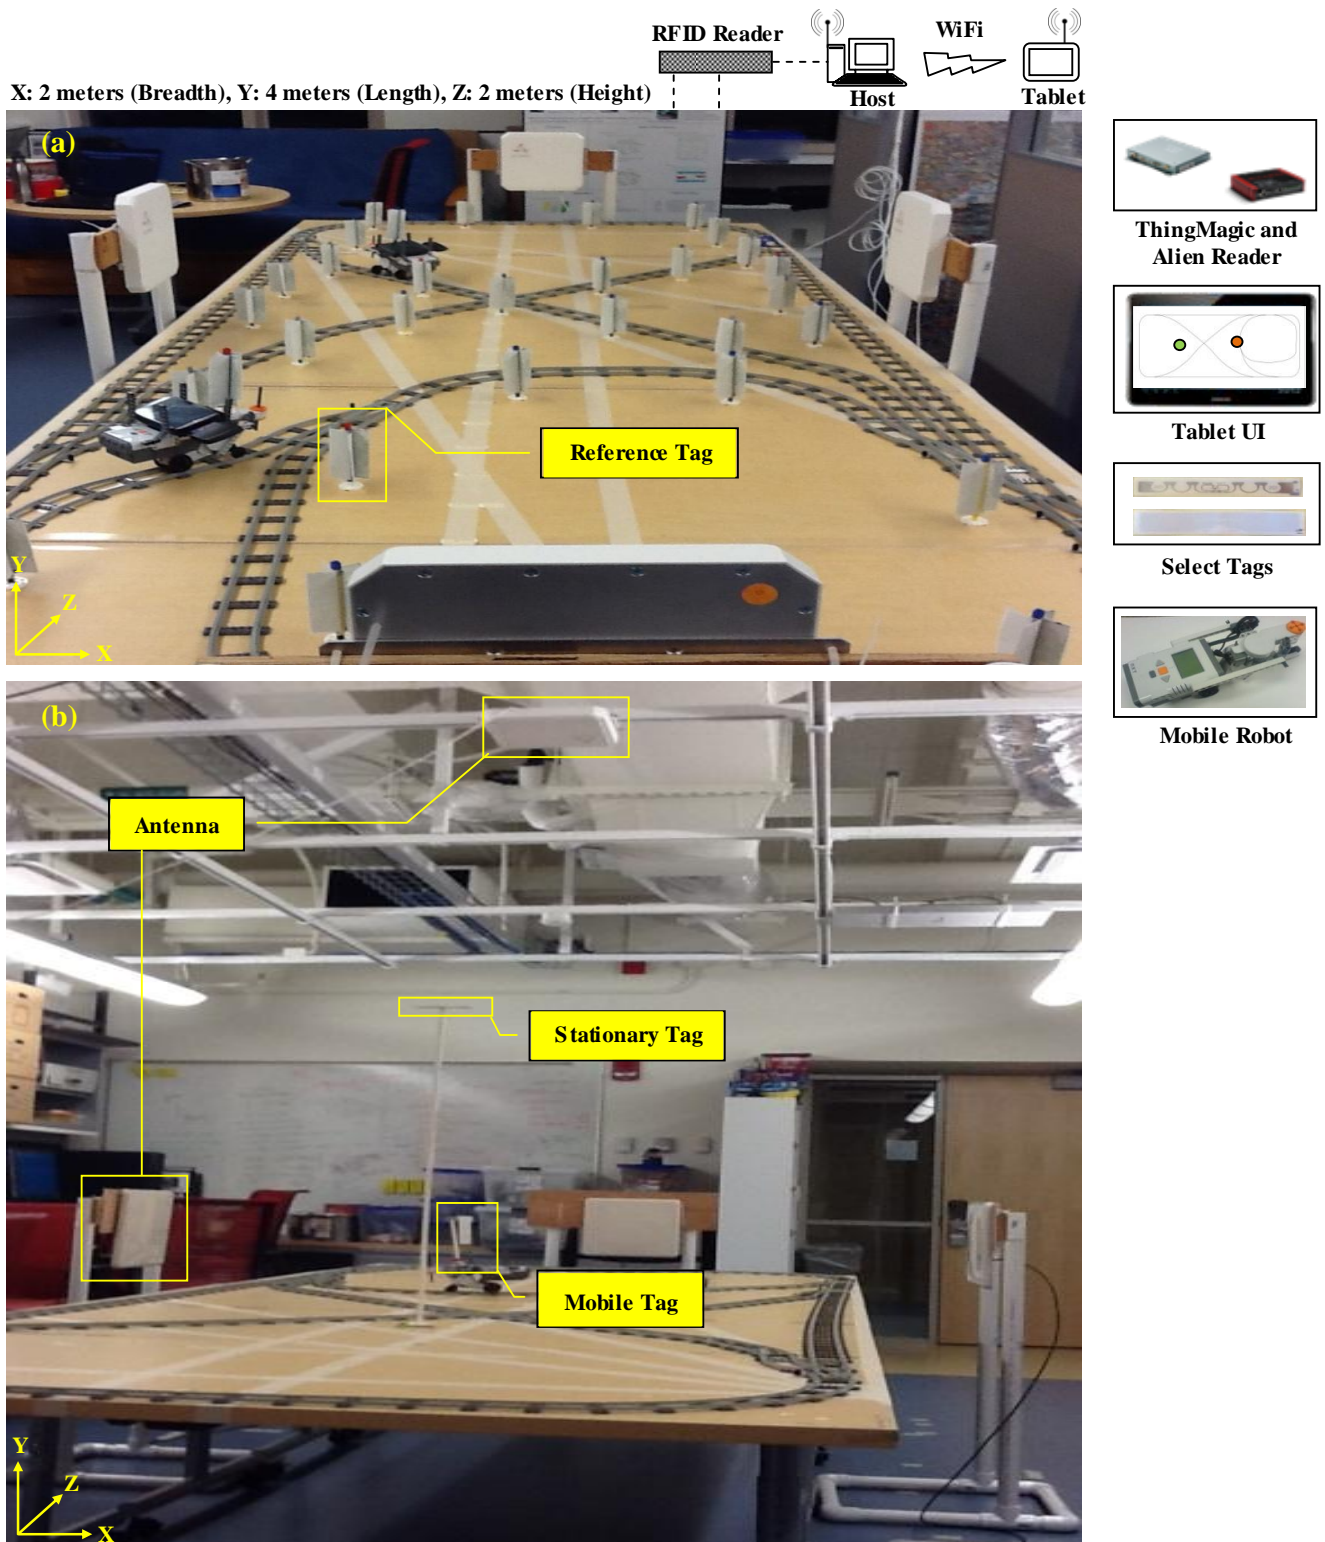 RFID Reader
WiFi
X: 2 meters (Breadth), Y: 4 meters (Length), Z: 2 meters (Height)
Host
Tablet
(a)
ThingMagic and
Alien Reader
Tablet UI
Reference Tag
Select Tags
Y
Z
X
Mobile Robot
(b)
Antenna
Stationary Tag
Mobile Tag
Y
Z
X